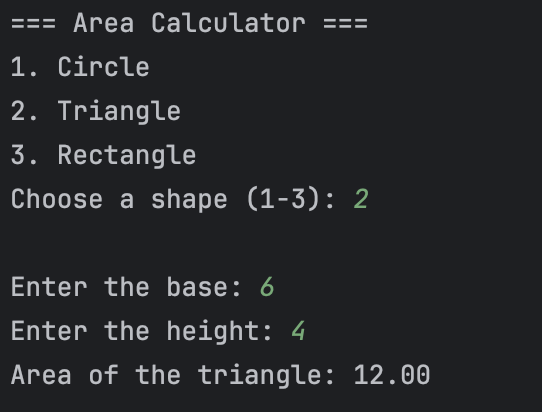 === Area Calculator ===
1. Circle
2. Triangle
3. Rectangle
Choose a shape (1-3): 2
Enter the base: 6
Enter the height: 4
Area of the triangle: 12.00